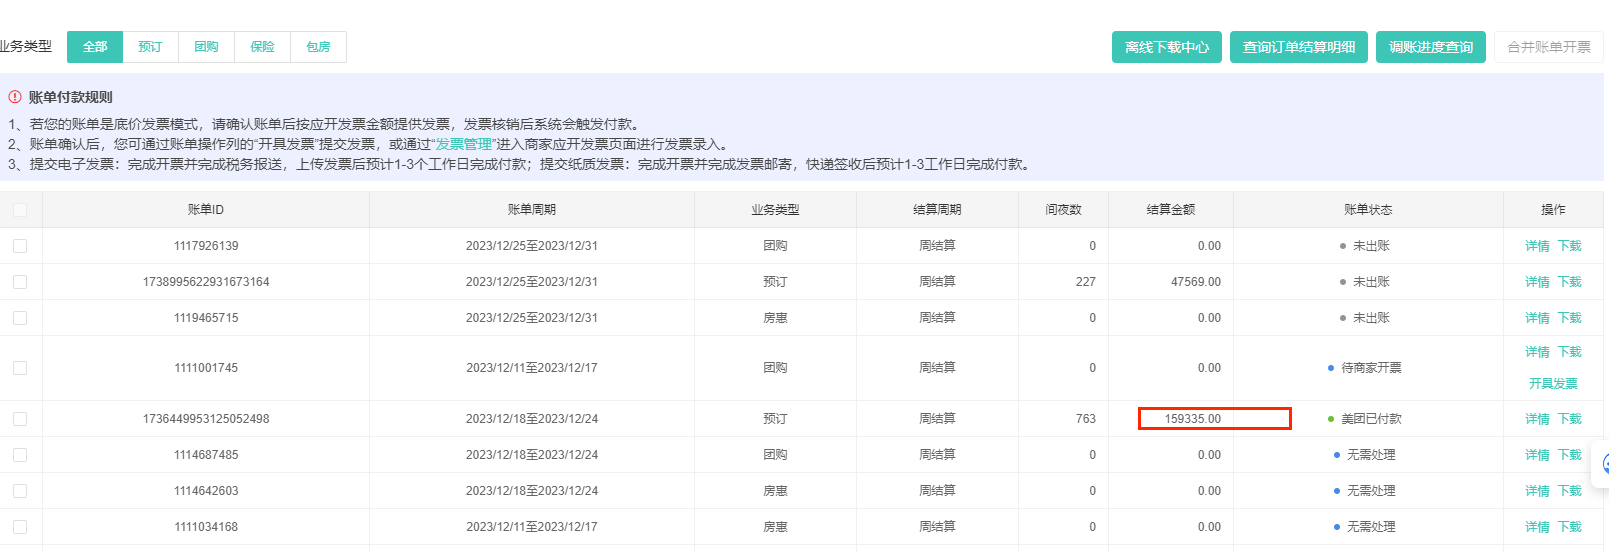 业务类型 全部 预订 团购 保险 包房 离线下载中心 查询订单结算明细 调账进度查询 合并账单开票
账单付款规则
1、若您的账单是底价发票模式，请确认账单后按应开发票金额提供发票，发票核销后系统会触发付款。
2、账单确认后，您可通过账单操作列的“开具发票”提交发票，或通过“发票管理”进入商家应开发票页面进行发票录入。
3、提交电子发票：完成开票并完成税务报送，上传发票后预计1-3个工作日完成付款；提交纸质发票：完成开票并完成发票邮寄，快递签收后预计1-3工作日完成付款。
账单ID 账单周期 业务类型 结算周期 间夜数 结算金额 账单状态 操作
1117926139 2023/12/25至2023/12/31 团购 周结算 0 0.00 未出账 详情 下载
1738995622931673164 2023/12/25至2023/12/31 预订 周结算 227 47569.00 未出账 详情 下载
1119465715 2023/12/25至2023/12/31 房惠 周结算 0 0.00 未出账 详情 下载
1111001745 2023/12/11至2023/12/17 团购 周结算 0 0.00 待商家开票 详情 下载
开具发票
1736449953125052498 2023/12/18至2023/12/24 预订 周结算 763 159335.00 美团已付款 详情 下载
1114687485 2023/12/18至2023/12/24 团购 周结算 0 0.00 无需处理 详情 下载
1114642603 2023/12/18至2023/12/24 房惠 周结算 0 0.00 无需处理 详情 下载
1111034168 2023/12/11至2023/12/17 房惠 周结算 0 0.00 无需处理 详情 下载